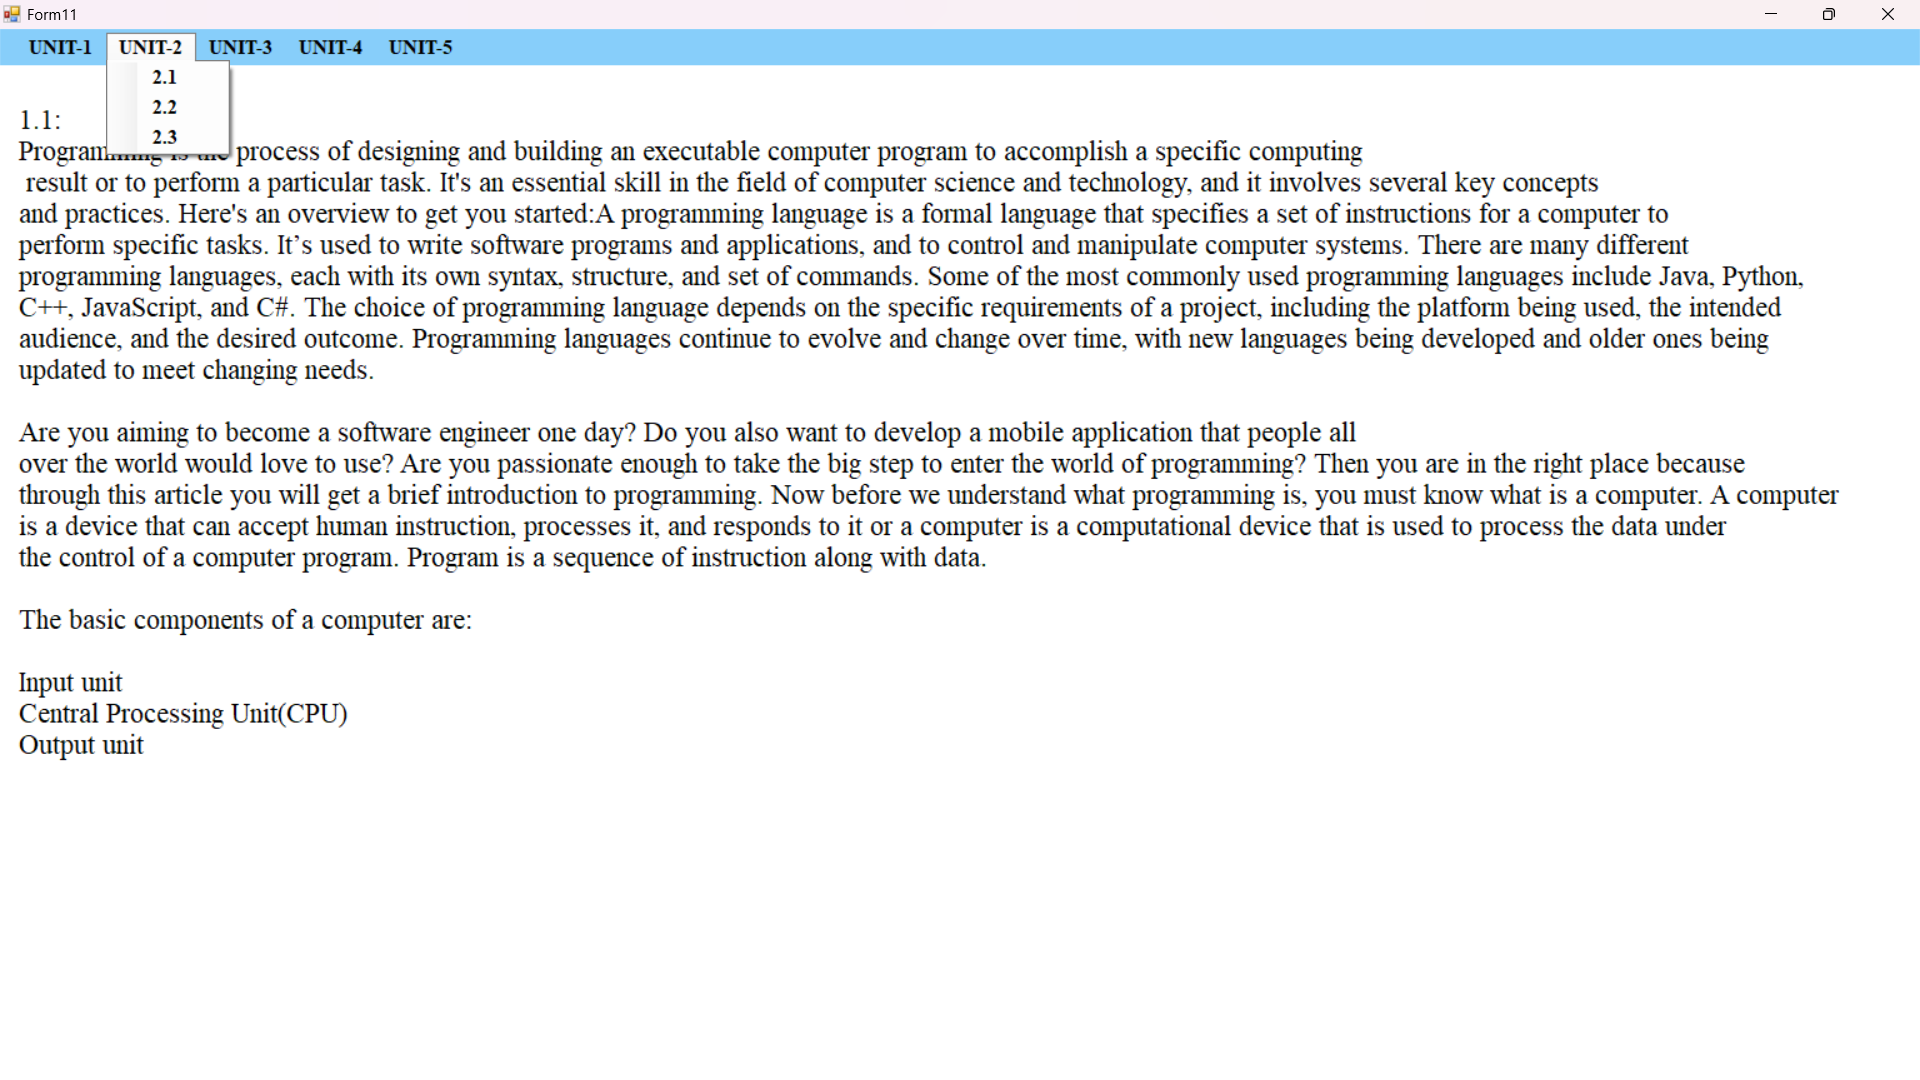 Form11
UNIT-1 UNIT-2 UNIT-3 UNIT-4 UNIT-5
2.1
2.2
2.3
1.1:
process of designing and building an executable computer program to accomplish a specific computing
result or to perform a particular task. It's an essential skill in the field of computer science and technology, and it involves several key concepts
and practices. Here's an overview to get you started:A programming language is a formal language that specifies a set of instructions for a computer to
perform specific tasks. It’s used to write software programs and applications, and to control and manipulate computer systems. There are many different
programming languages, each with its own syntax, structure, and set of commands. Some of the most commonly used programming languages include Java, Python,
C++, JavaScript, and C#. The choice of programming language depends on the specific requirements of a project, including the platform being used, the intended
audience, and the desired outcome. Programming languages continue to evolve and change over time, with new languages being developed and older ones being
updated to meet changing needs.
Are you aiming to become a software engineer one day? Do you also want to develop a mobile application that people all
over the world would love to use? Are you passionate enough to take the big step to enter the world of programming? Then you are in the right place because
through this article you will get a brief introduction to programming. Now before we understand what programming is, you must know what is a computer. A computer
is a device that can accept human instruction, processes it, and responds to it or a computer is a computational device that is used to process the data under
the control of a computer program. Program is a sequence of instruction along with data.
The basic components of a computer are:
Input unit
Central Processing Unit(CPU)
Output unit